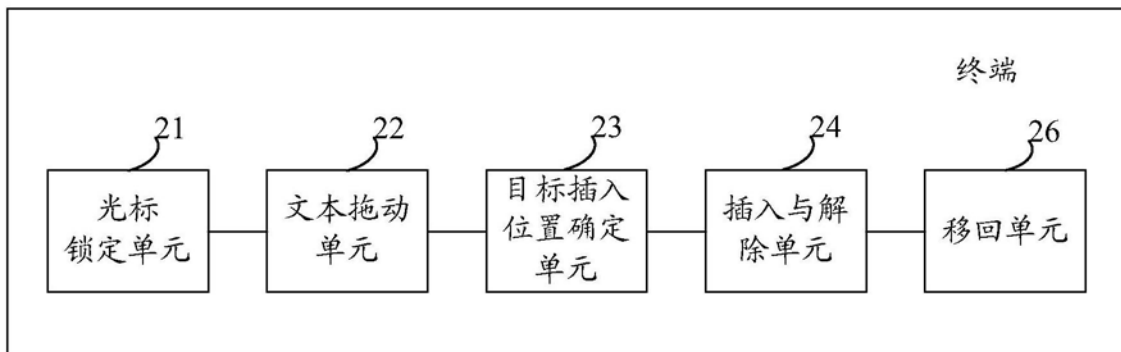 终端
21
22
23
24
26
光标
锁定单元
文本拖动
单元
目标插入
位置确定
单元
插入与解
除单元
移回单元